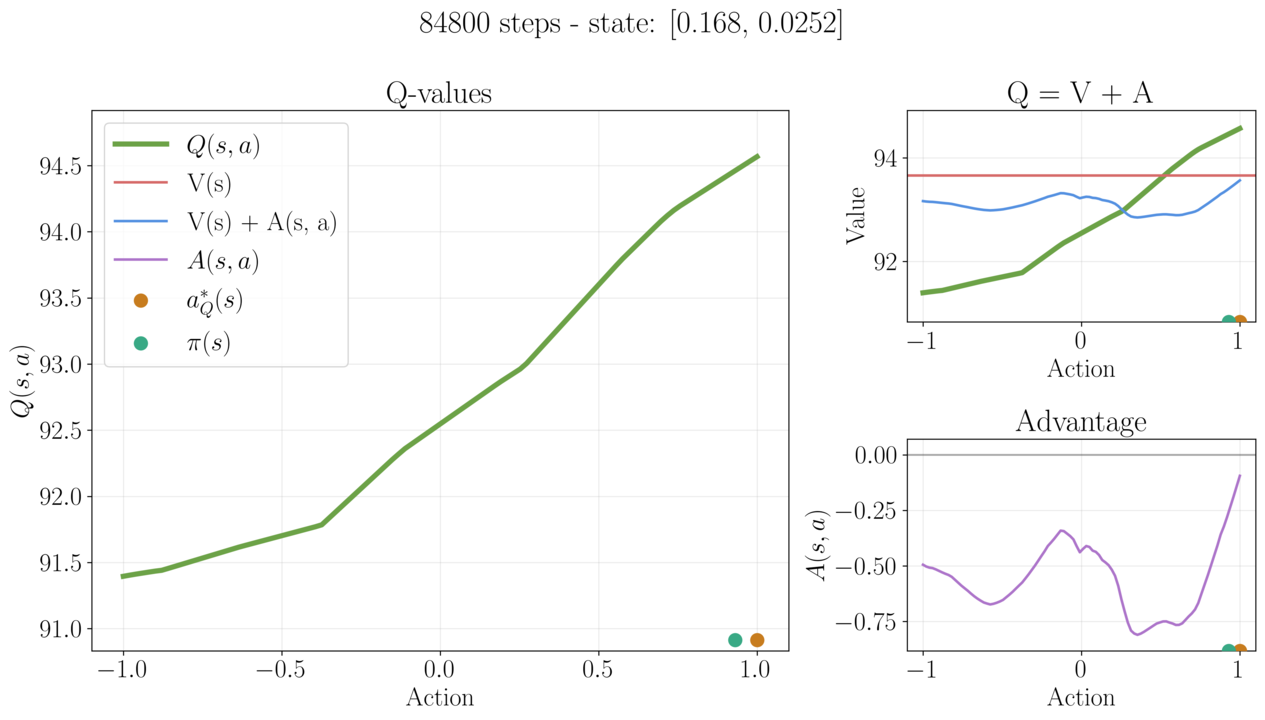 84800 steps - state: [0.168, 0.0252]
Q-values
Q(s, a)
V(s)
V(s) + A(s, a)
A(s, a)
a*Q(s)
π(s)
94.5
94.0
93.5
93.0
92.5
92.0
91.5
91.0
Q(s, a)
−1.0
−0.5
0.0
0.5
1.0
Action
Q = V + A
94
92
Value
−1
0
1
Action
Advantage
0.00
−0.25
−0.50
−0.75
A(s, a)
−1
0
1
Action